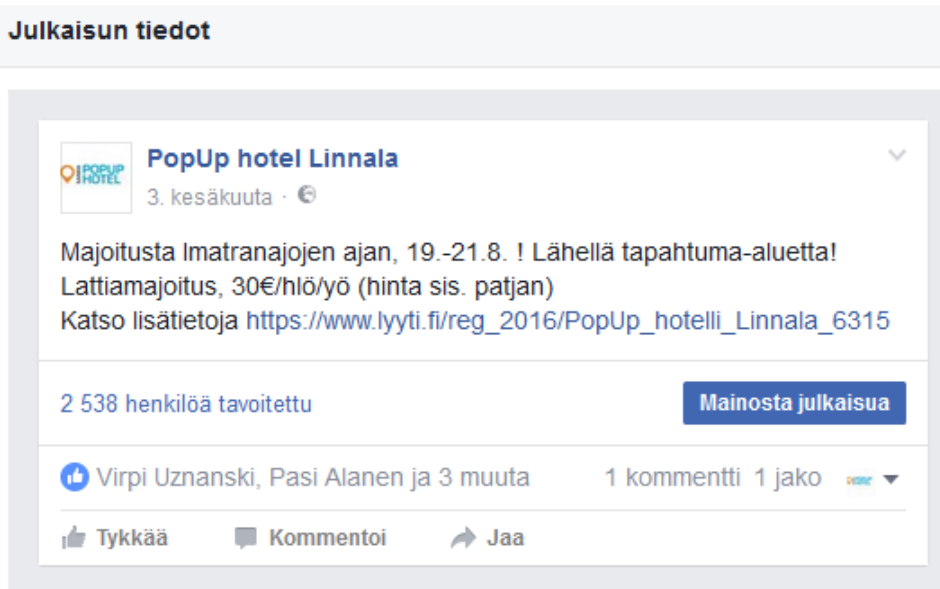 Julkaisun tiedot
POPUP
HOTEL
PopUp hotel Linnala
3. kesäkuuta ·
Majoitusta Imatranajojen ajan, 19.-21.8. ! Lähellä tapahtuma-aluetta!
Lattiamajoitus, 30€/hlö/yö (hinta sis. patjan)
Katso lisätietoja https://www.lyyti.fi/reg_2016/PopUp_hotelli_Linnala_6315
2 538 henkilöä tavoitettu
Mainosta julkaisua
Virpi Uznanski, Pasi Alanen ja 3 muuta
1 kommentti 1 jako
Tykkää
Kommentoi
Jaa